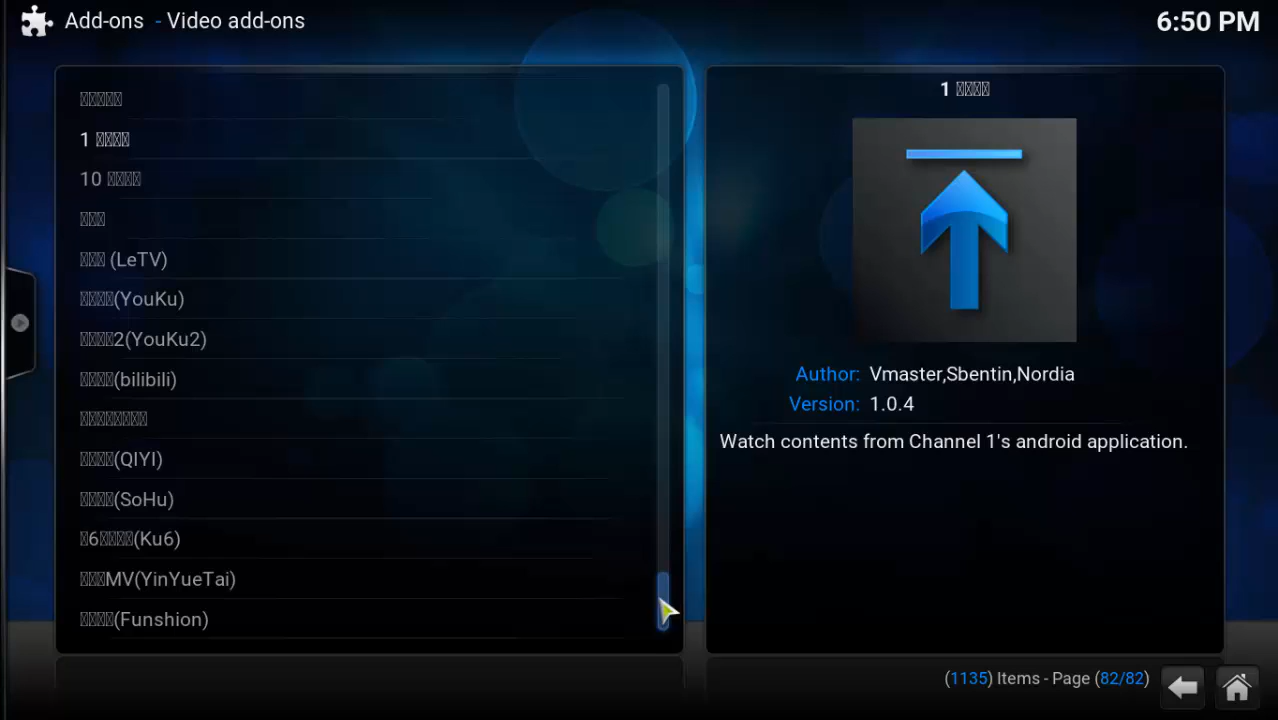 Add-ons - Video add-ons
6:50 PM
1
10
(LeTV)
(YouKu)
2(YouKu2)
(bilibili)
(QIYI)
(SoHu)
6 (Ku6)
MV(YinYueTai)
(Funshion)
1
Author: Vmaster,Sbentin,Nordia
Version: 1.0.4
Watch contents from Channel 1's android application.
(1135) Items - Page (82/82)